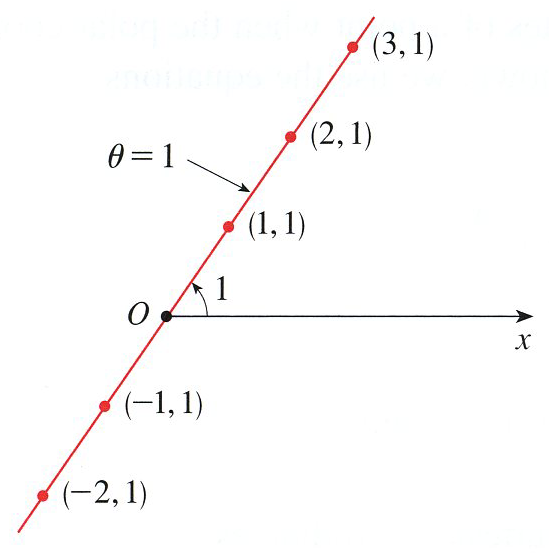 (3, 1)
(2, 1)
θ = 1
(1, 1)
1
O
x
(−1, 1)
(−2, 1)